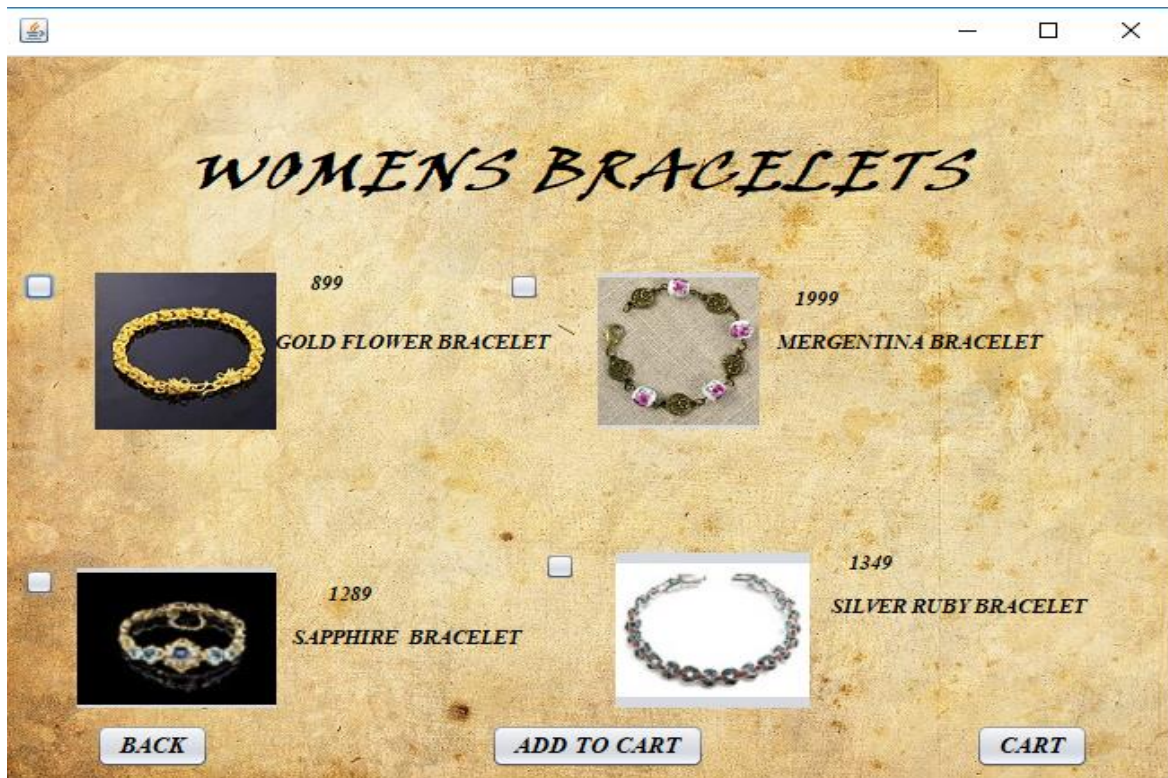 WOMENS BRACELETS
899
GOLD FLOWER BRACELET
1999
MERGENTINA BRACELET
1289
SAPPHIRE BRACELET
1349
SILVER RUBY BRACELET
BACK
ADD TO CART
CART